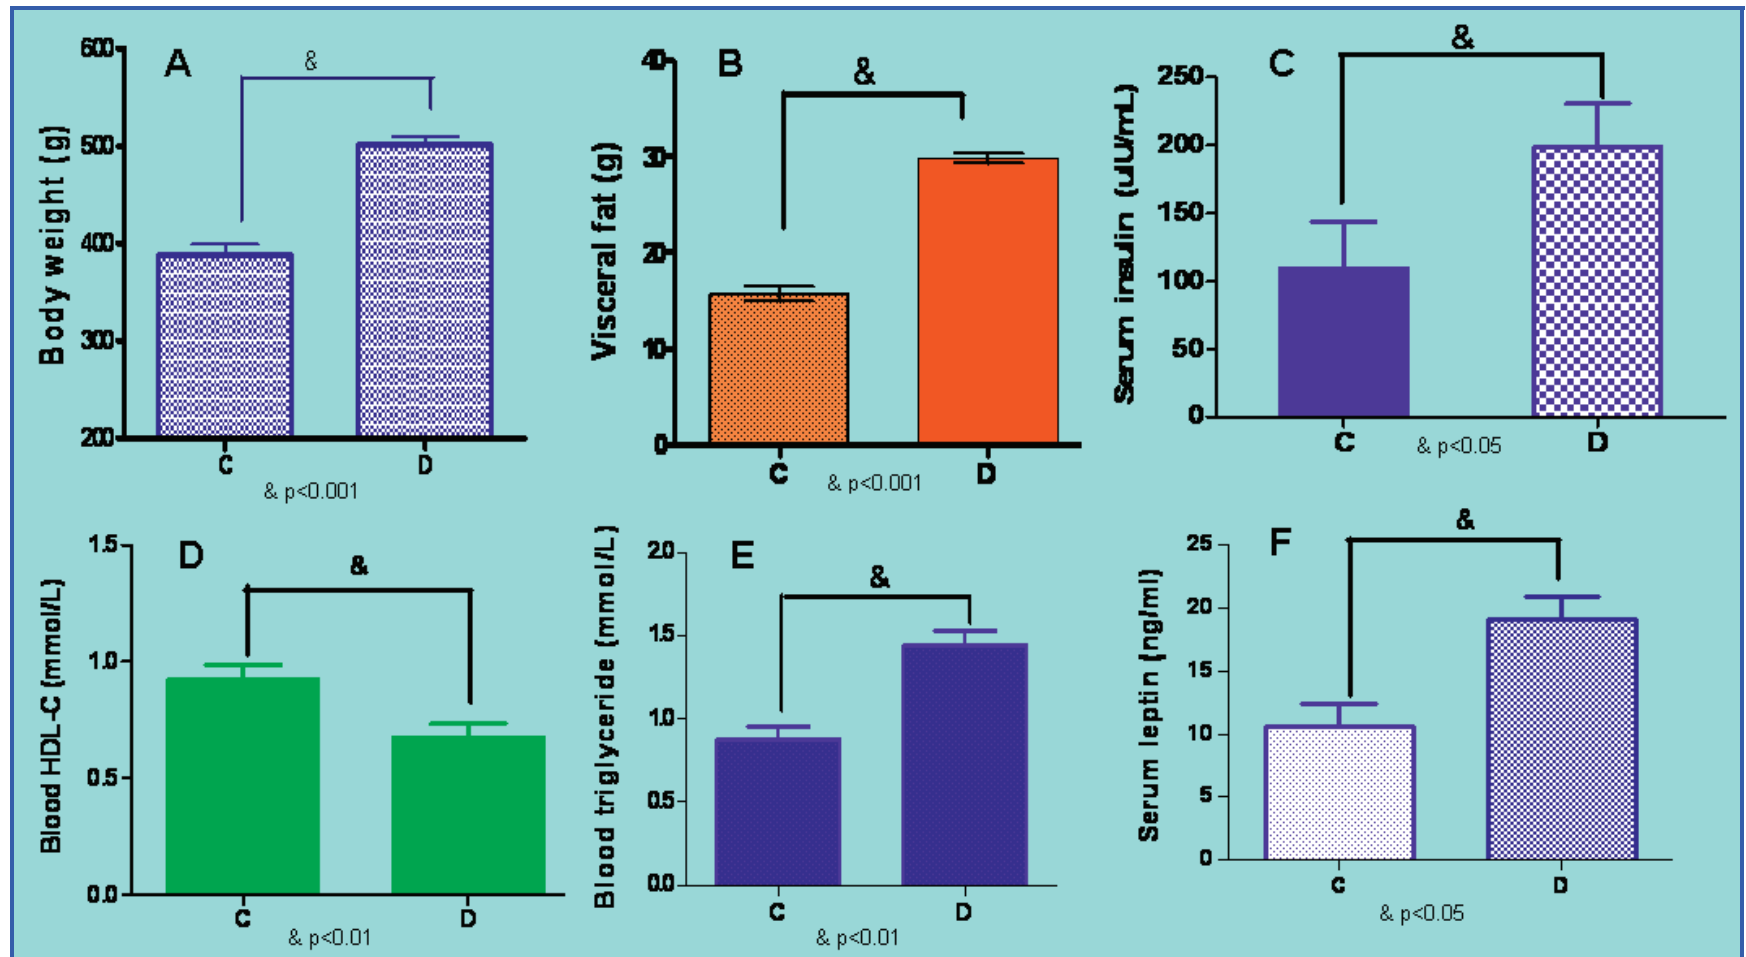 A
&
Body weight (g)
600
500
400
300
200
C D
& p<0.001
B
&
Visceral fat (g)
40
30
20
10
0
C D
& p<0.001
C
&
Serum insulin (uU/mL)
250
200
150
100
50
0
C D
& p<0.05
D
&
Blood HDL-C (mmol/L)
1.5
1.0
0.5
0.0
C D
& p<0.01
E
&
Blood triglyceride (mmol/L)
2.0
1.5
1.0
0.5
0.0
C D
& p<0.01
F
&
Serum leptin (ng/ml)
25
20
15
10
5
0
C D
& p<0.05